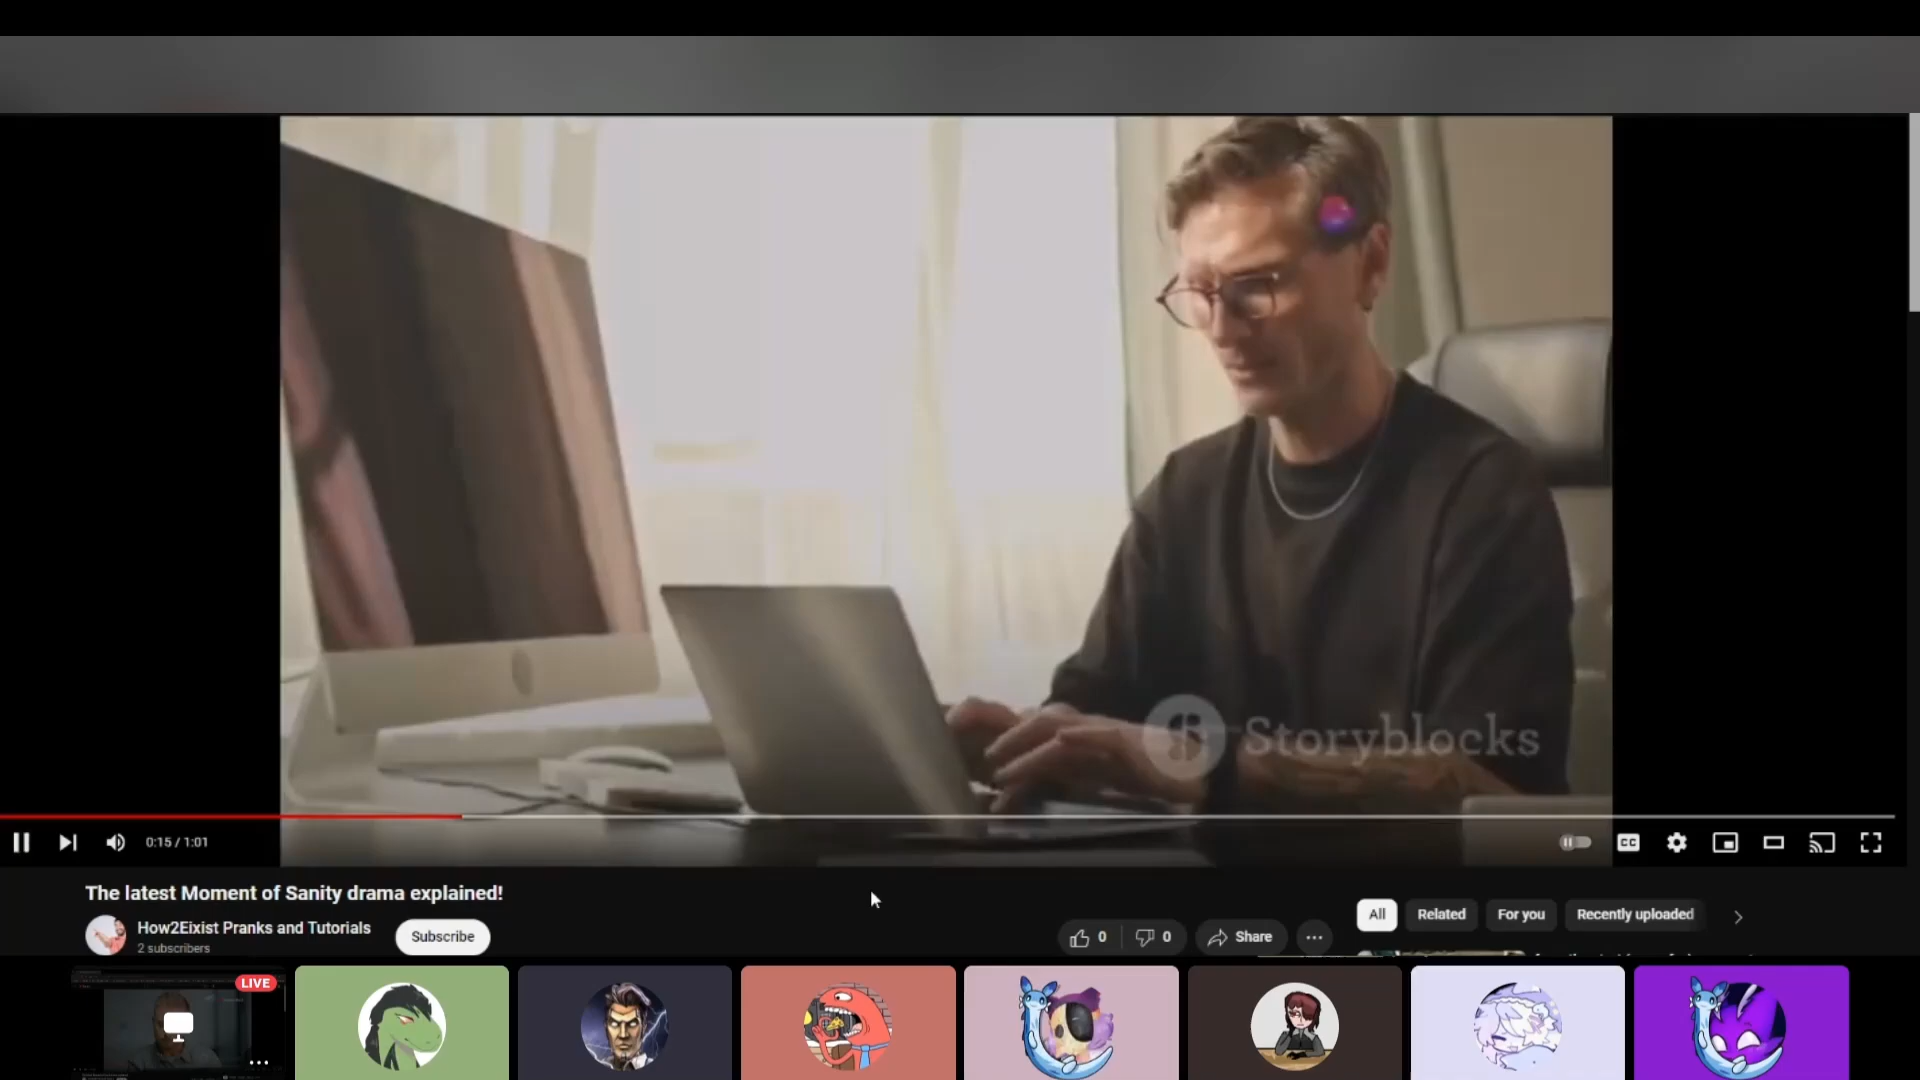 Storyblocks
0:15 / 1:01
CC
The latest Moment of Sanity drama explained!
How2Eixist Pranks and Tutorials
2 subscribers
Subscribe
0
0
Share
All
Related
For you
Recently uploaded
LIVE